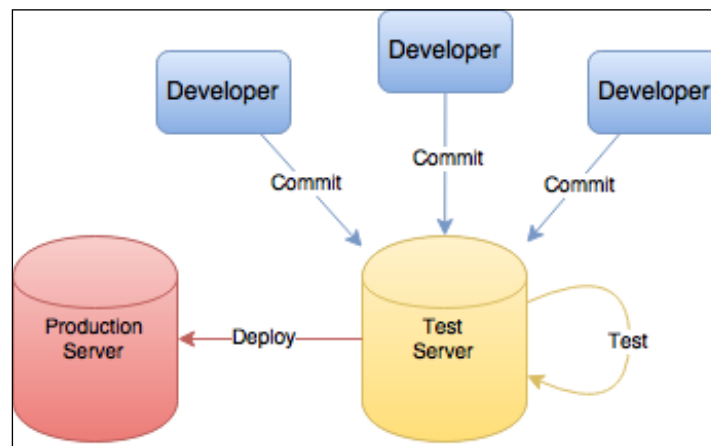 Developer
Developer
Developer
Commit
Commit
Commit
Production
Server
Deploy
Test
Server
Test